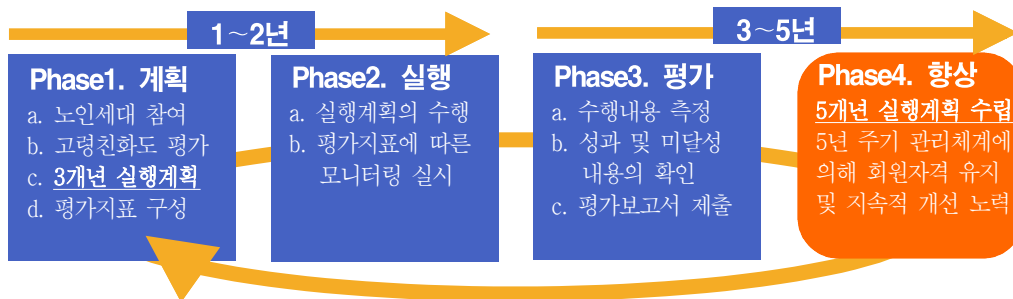 1～2년
3～5년
Phase1. 계획
a. 노인세대 참여
b. 고령친화도 평가
c. 3개년 실행계획
d. 평가지표 구성
Phase2. 실행
a. 실행계획의 수행
b. 평가지표에 따른
모니터링 실시
Phase3. 평가
a. 수행내용 측정
b. 성과 및 미달성
내용의 확인
c. 평가보고서 제출
Phase4. 향상
5개년 실행계획 수립
5년 주기 관리체계에
의해 회원자격 유지
및 지속적 개선 노력